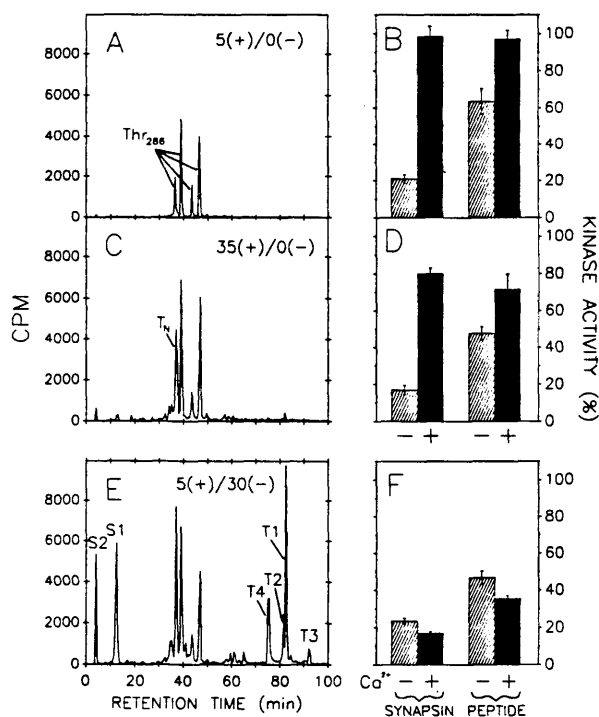 A 5(+)/0(-)
8000
6000
4000
2000
0
Thr286
B
100
80
60
40
20
0
C 35(+)/0(-)
8000
6000
4000
2000
0
TN
D
100
80
60
40
20
0
- + - +
CPM
KINASE ACTIVITY (%)
E 5(+)/30(-)
8000
6000
4000
2000
0
S2
S1
T1
T2
T4
T3
0 20 40 60 80 100
RETENTION TIME (min)
F
100
80
60
40
20
0
Ca2+ - + - +
SYNAPSIN PEPTIDE